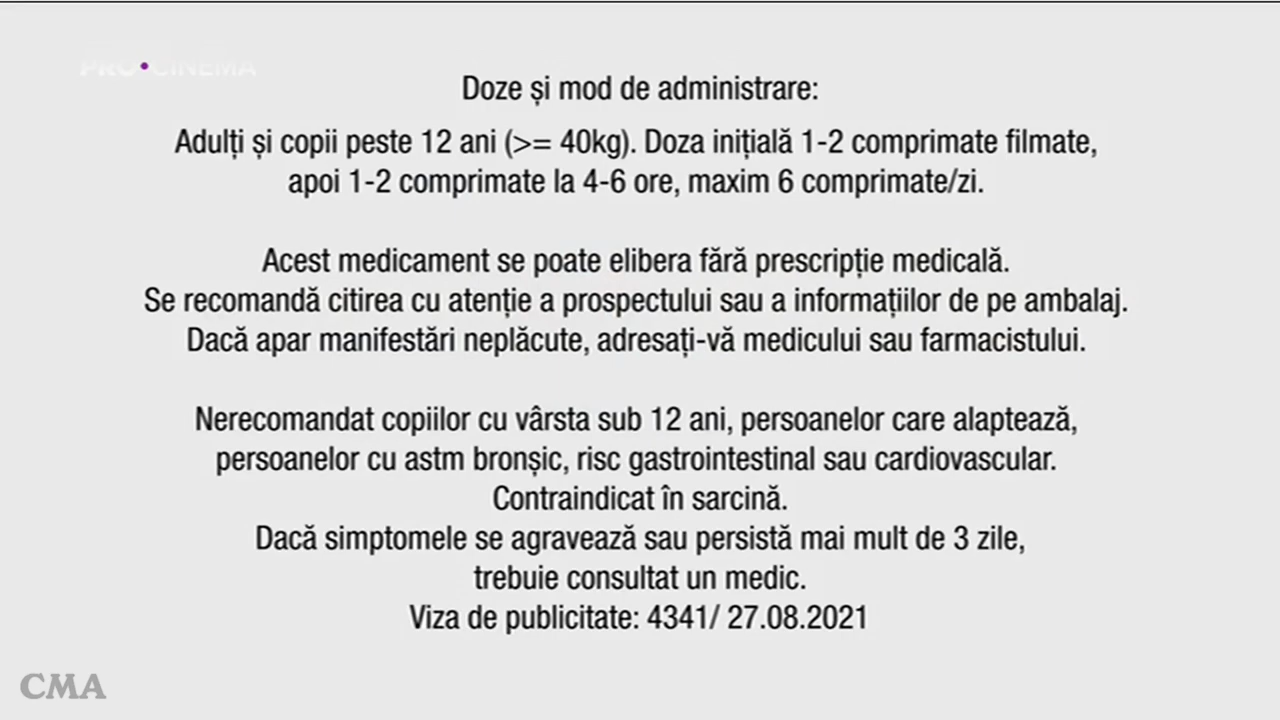 PRO•CINEMA
Doze și mod de administrare:
Adulți și copii peste 12 ani (>= 40kg). Doza inițială 1-2 comprimate filmate,
apoi 1-2 comprimate la 4-6 ore, maxim 6 comprimate/zi.
Acest medicament se poate elibera fără prescripție medicală.
Se recomandă citirea cu atenție a prospectului sau a informațiilor de pe ambalaj.
Dacă apar manifestări neplăcute, adresați-vă medicului sau farmacistului.
Nerecomandat copiilor cu vârsta sub 12 ani, persoanelor care alaptează,
persoanelor cu astm bronșic, risc gastrointestinal sau cardiovascular.
Contraindicat în sarcină.
Dacă simptomele se agravează sau persistă mai mult de 3 zile,
trebuie consultat un medic.
Viza de publicitate: 4341/ 27.08.2021
CMA